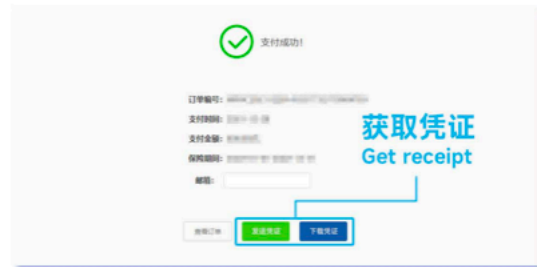 支付成功!
订单编号:
支付时间:
支付金额:
保险期间:
获取凭证
Get receipt
邮箱:
查看订单
发送凭证
下载凭证